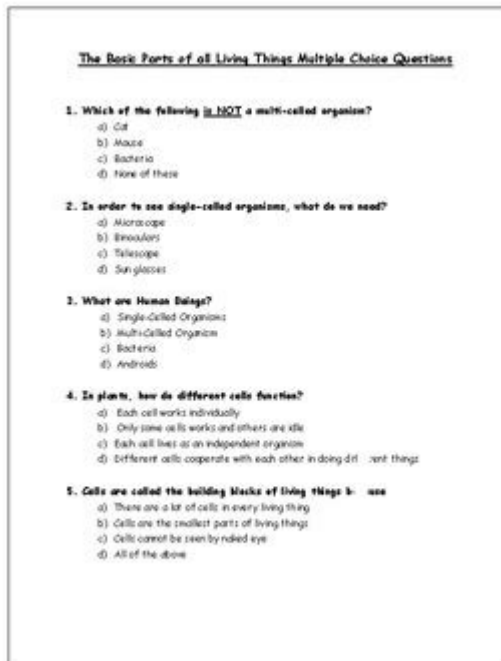 The Basic Parts of all Living Things Multiple Choice Questions
1. Which of the following is NOT a multi-celled organism?
a) Cat
b) Mouse
c) Bacteria
d) None of these
2. In order to see single-celled organisms, what do we need?
a) Microscope
b) Binoculars
c) Telescope
d) Sun glasses
3. What are Human Beings?
a) Single-Celled Organisms
b) Multi-Celled Organism
c) Bacteria
d) Androids
4. In plants, how do different cells function?
a) Each cell works individually
b) Only some cells works and others are idle
c) Each cell lives as an independent organism
d) Different cells cooperate with each other in doing things
5. Cells are called the building blocks of living things
a) There are a lot of cells in every living thing
b) Cells are the smallest parts of living things
c) Cells cannot be seen by naked eye
d) All of the above